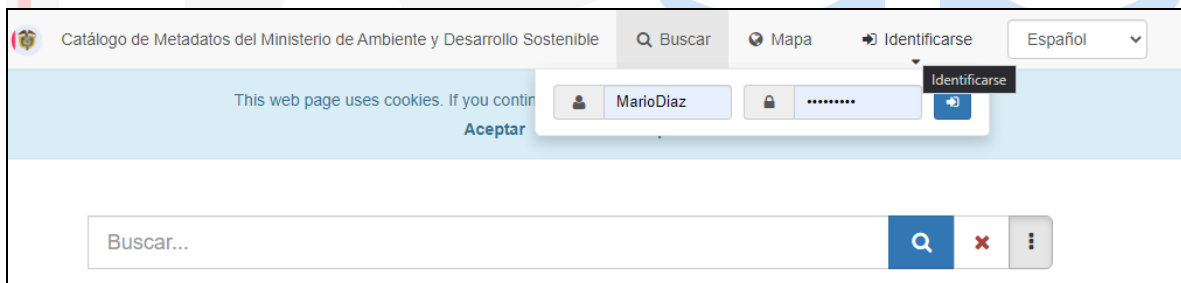 Catálogo de Metadatos del Ministerio de Ambiente y Desarrollo Sostenible Buscar Mapa Identificarse Español
Identificarse
This web page uses cookies. If you contin
MarioDiaz •••••••••
Aceptar
Buscar...